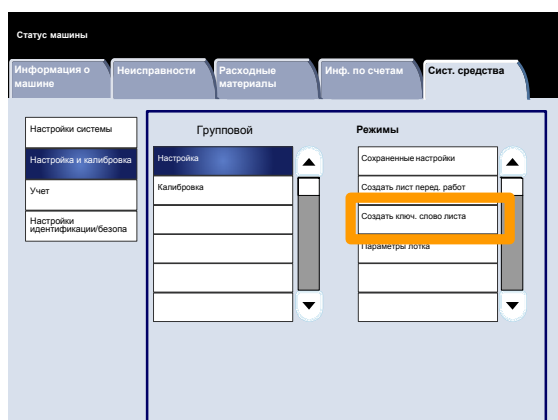 Статус машины
Информация о
машине
Неисправности
Расходные
материалы
Инф. по счетам
Сист. средства
Настройки системы
Настройка и калибровка
Учет
Настройки
идентификации/безопа
Групповой
Настройка
Калибровка
Режимы
Сохраненные настройки
Создать лист перед. работ
Создать ключ. слово листа
Параметры лотка